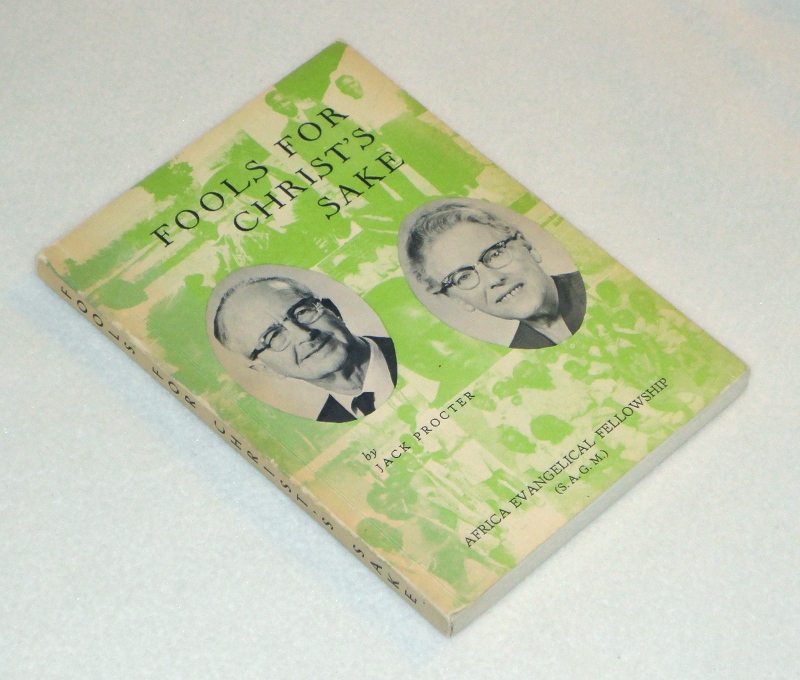 FOOLS FOR
CHRIST'S
SAKE
by
JACK PROCTER
AFRICA EVANGELICAL FELLOWSHIP
(S. A. G. M.)
FOOLS FOR CHRIST'S SAKE